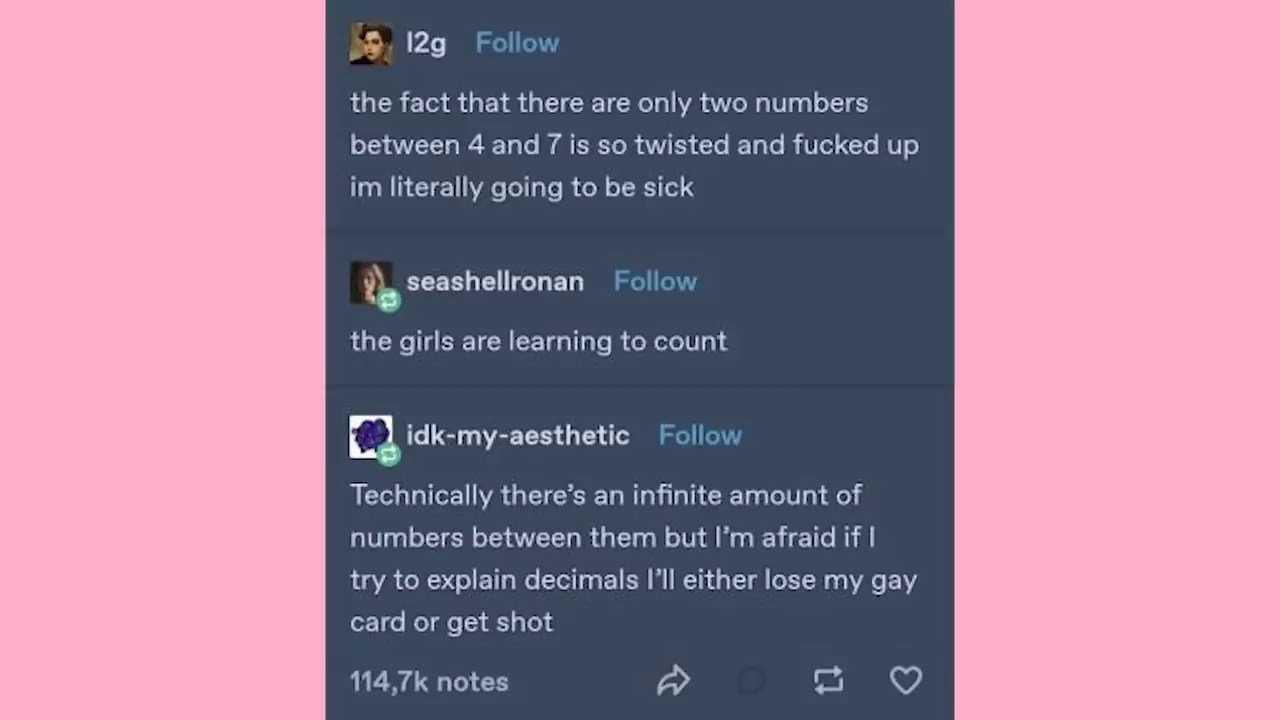 l2g Follow
the fact that there are only two numbers
between 4 and 7 is so twisted and fucked up
im literally going to be sick
seashellronan Follow
the girls are learning to count
idk-my-aesthetic Follow
Technically there's an infinite amount of
numbers between them but I'm afraid if I
try to explain decimals I'll either lose my gay
card or get shot
114,7k notes